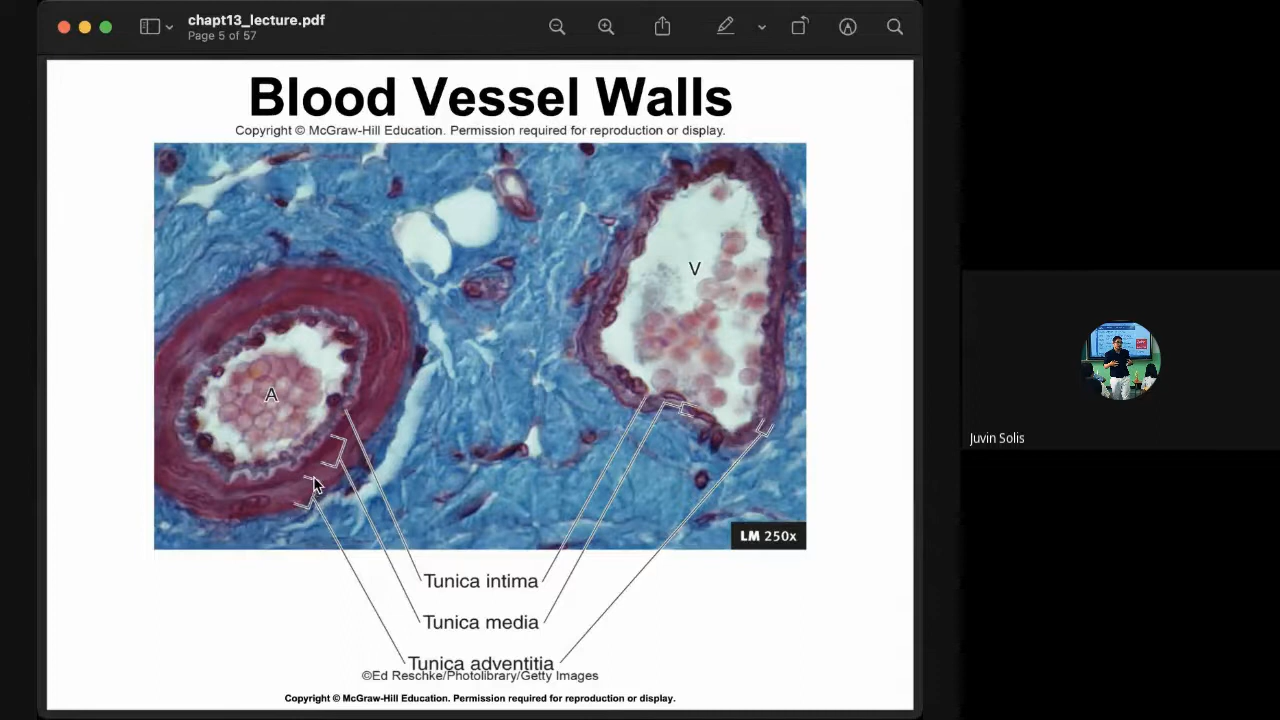 chapt13_lecture.pdf
Page 5 of 57
Blood Vessel Walls
Copyright © McGraw-Hill Education. Permission required for reproduction or display.
V
A
LM 250x
Tunica intima
Tunica media
Tunica adventitia
©Ed Reschke/Photolibrary/Getty Images
Copyright © McGraw-Hill Education. Permission required for reproduction or display.
Juvin Solis